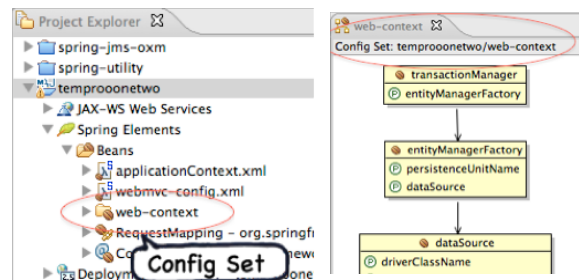 Project Explorer
spring-jms-oxm
spring-utility
temprooonetwo
JAX-WS Web Services
Spring Elements
Beans
applicationContext.xml
webmvc-config.xml
web-context
RequestMapping - org.springf
Config Set
Deploym
web-context
Config Set: temprooonetwo/web-context
transactionManager
entityManagerFactory
entityManagerFactory
persistenceUnitName
dataSource
dataSource
driverClassName